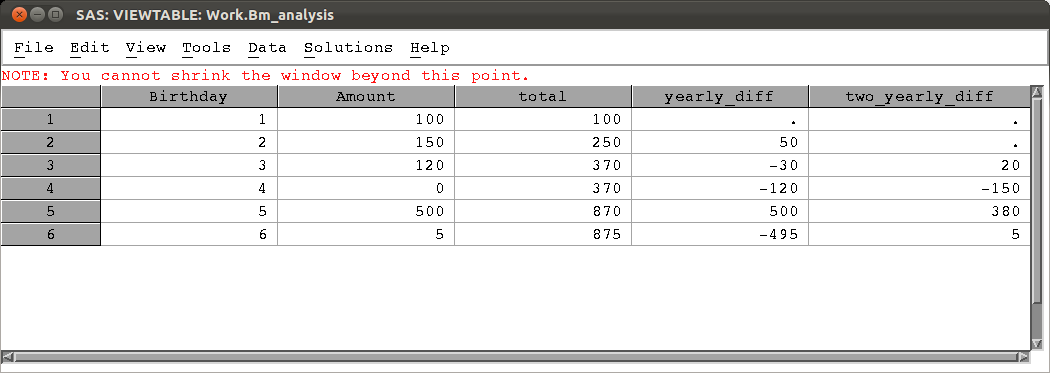 SAS: VIEWTABLE: Work.Bm_analysis
File Edit View Tools Data Solutions Help
NOTE: You cannot shrink the window beyond this point.
Birthday Amount total yearly_diff two_yearly_diff
1 1 100 100 . .
2 2 150 250 50 .
3 3 120 370 -30 20
4 4 0 370 -120 -150
5 5 500 870 500 380
6 6 5 875 -495 5